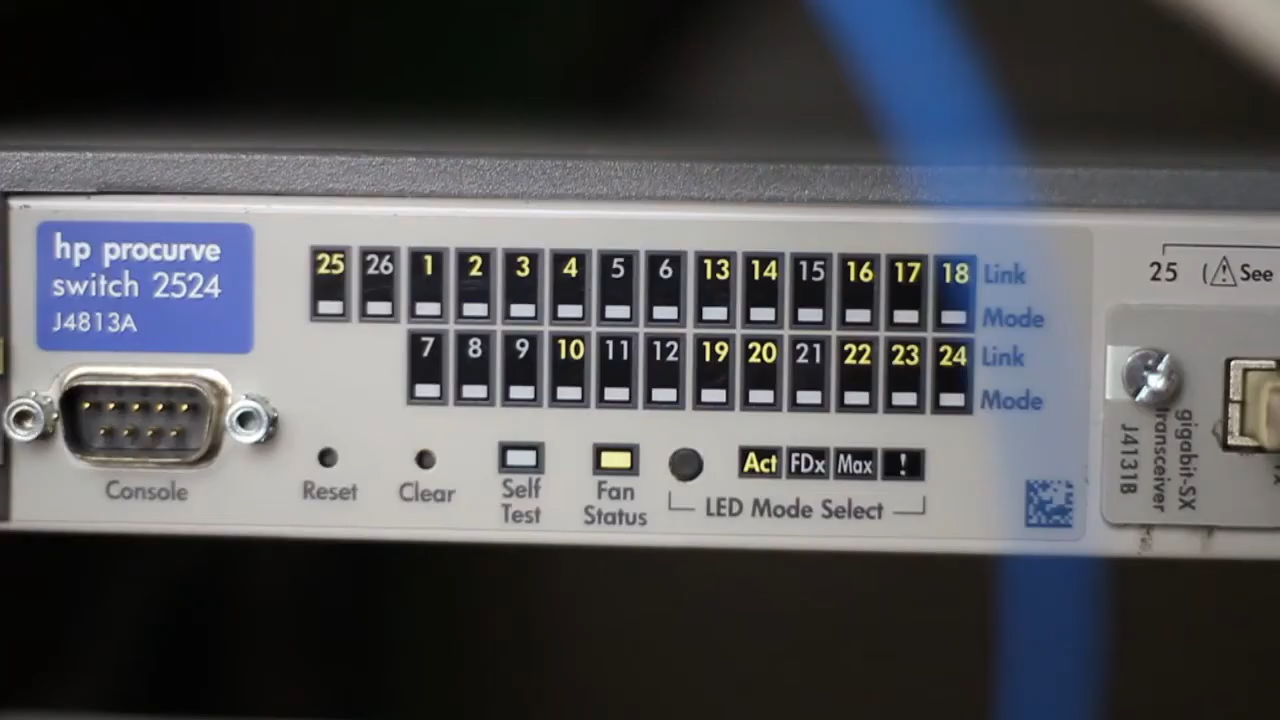 hp procurve
switch 2524
J4813A
25 26 1 2 3 4 5 6 13 14 15 16 17 18 Link
Mode
7 8 9 10 11 12 19 20 21 22 23 24 Link
Mode
Console
Reset
Clear
Self
Test
Fan
Status
Act FDx Max !
LED Mode Select
25 (⚠See
gigabit-SX
transceiver
J4131B